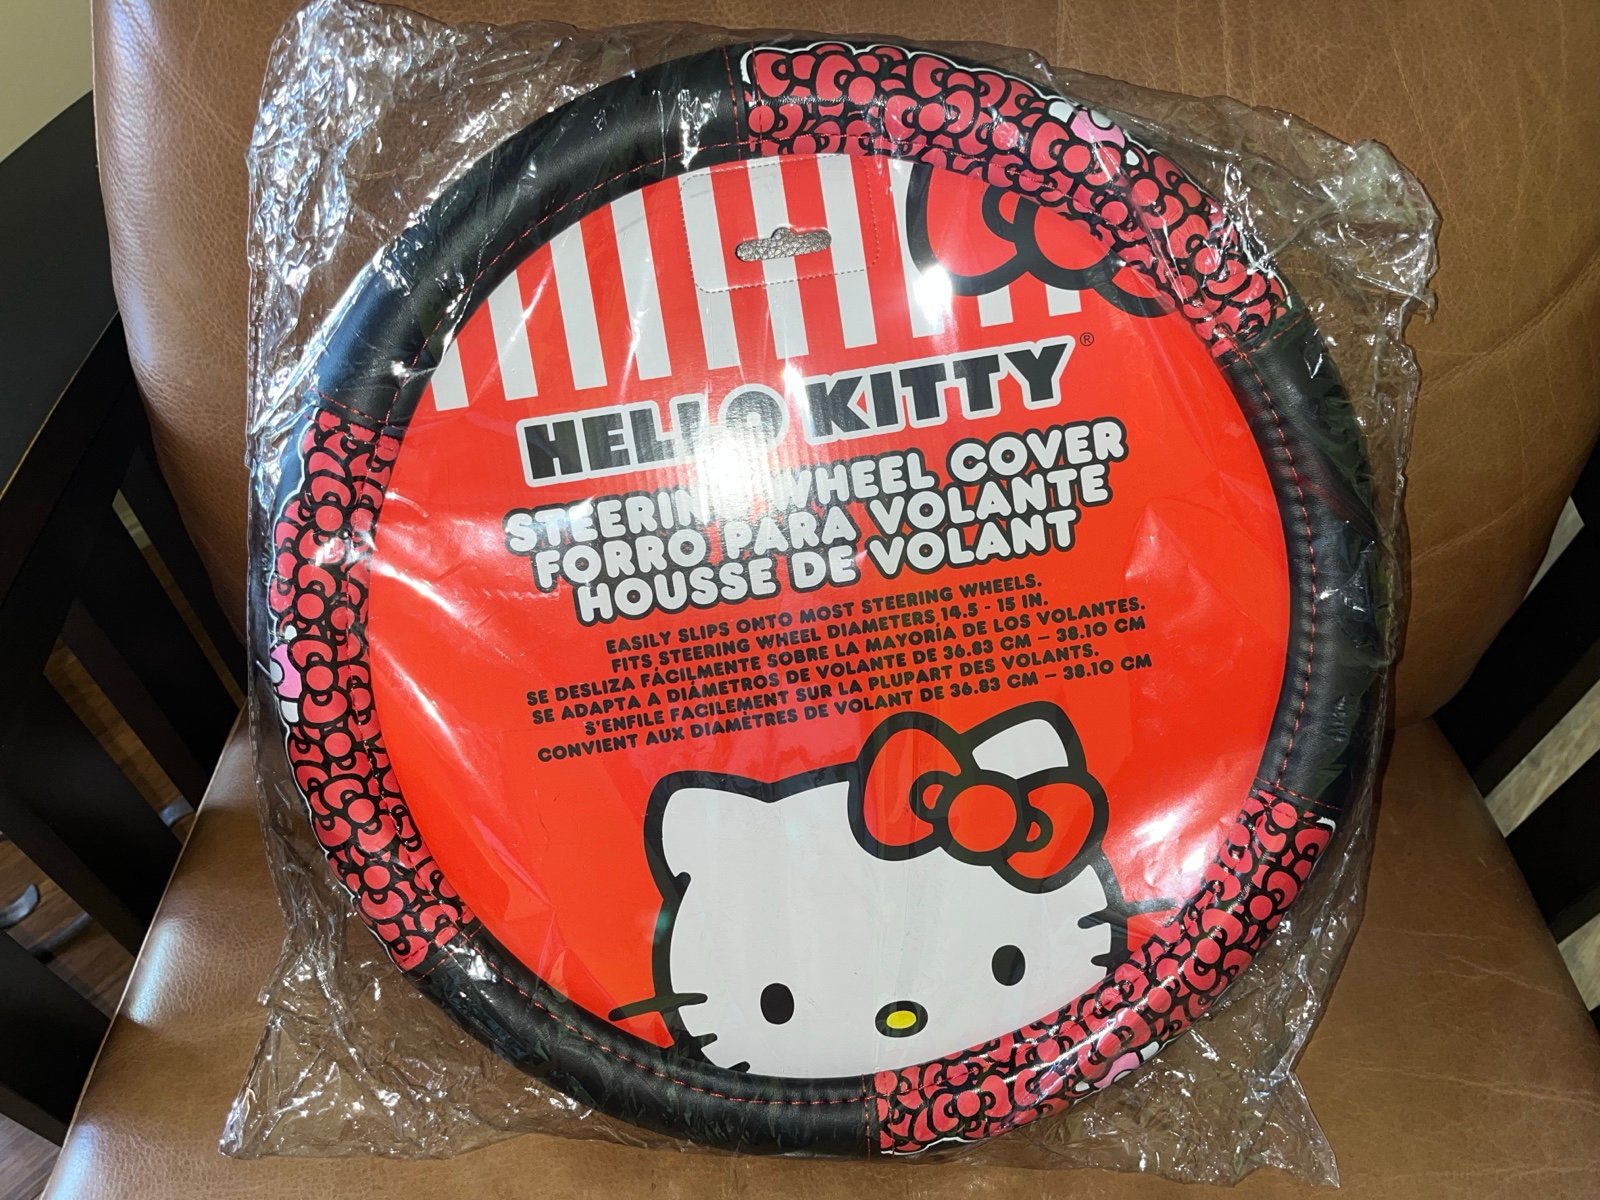 HELLO KITTY®
STEERING WHEEL COVER
FORRO PARA VOLANTE
HOUSSE DE VOLANT
EASILY SLIPS ONTO MOST STEERING WHEELS.
FITS STEERING WHEEL DIAMETERS, 14.5 - 15 IN.
SE DESLIZA FÁCILMENTE SOBRE LA MAYORÍA DE LOS VOLANTES.
SE ADAPTA A DIÁMETROS DE VOLANTE DE 36.83 CM – 38.10 CM
S'ENFILE FACILEMENT SUR LA PLUPART DES VOLANTS.
CONVIENT AUX DIAMÈTRES DE VOLANT DE 36.83 CM – 38.10 CM